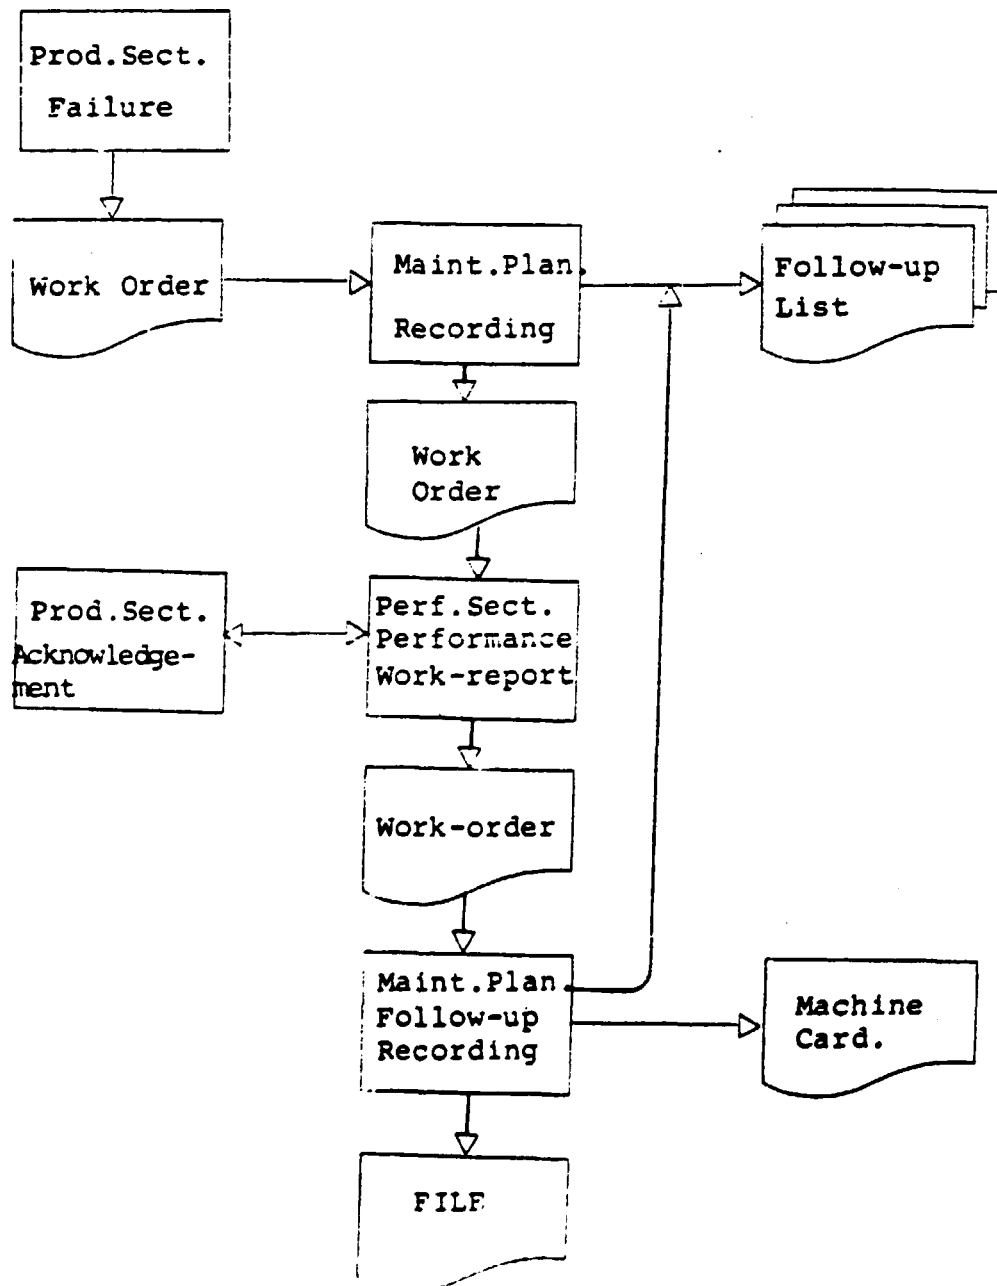 Prod.Sect.
Failure
Work Order
Maint.Plan.
Recording
Follow-up
List
Work
Order
Prod.Sect.
Acknowledge-
ment
Perf.Sect.
Performance
Work-report
Work-order
Maint.Plan
Follow-up
Recording
Machine
Card.
FILE